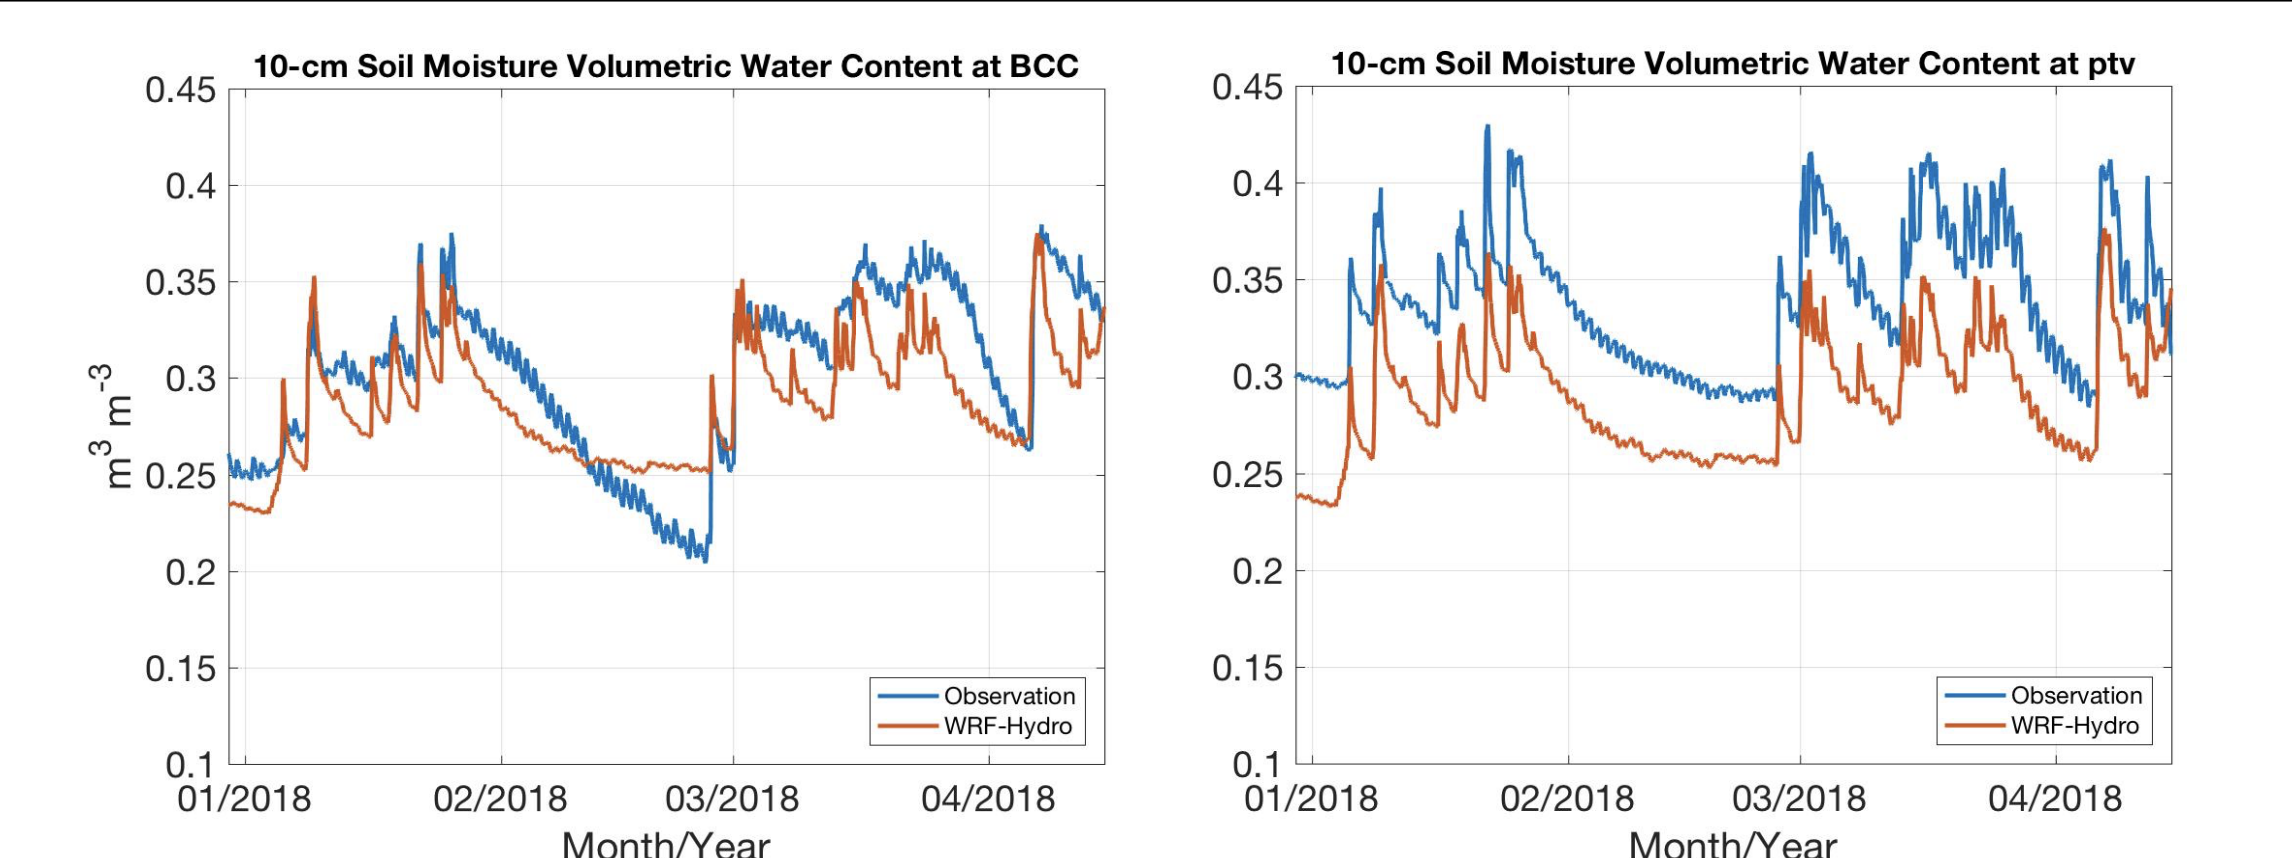 10-cm Soil Moisture Volumetric Water Content at BCC
0.45
0.4
0.35
0.3
0.25
0.2
0.15
0.1
m3 m-3
Observation
WRF-Hydro
01/2018 02/2018 03/2018 04/2018
Month/Year
10-cm Soil Moisture Volumetric Water Content at ptv
0.45
0.4
0.35
0.3
0.25
0.2
0.15
0.1
Observation
WRF-Hydro
01/2018 02/2018 03/2018 04/2018
Month/Year